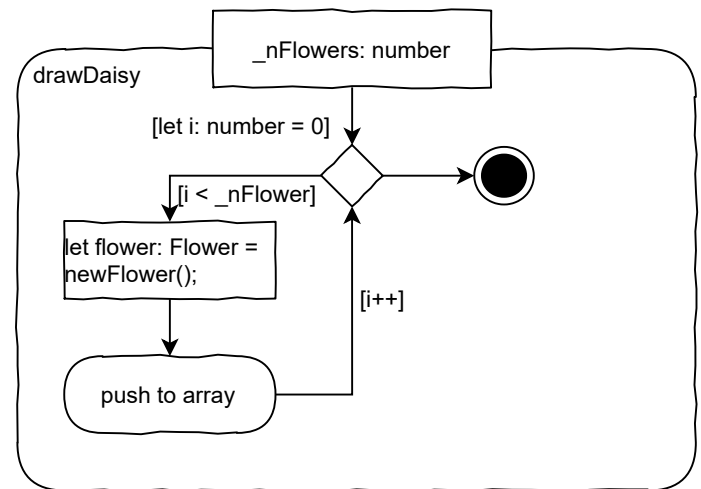 _nFlowers: number
drawDaisy
[let i: number = 0]
[i < _nFlower]
let flower: Flower =
newFlower();
[i++]
push to array